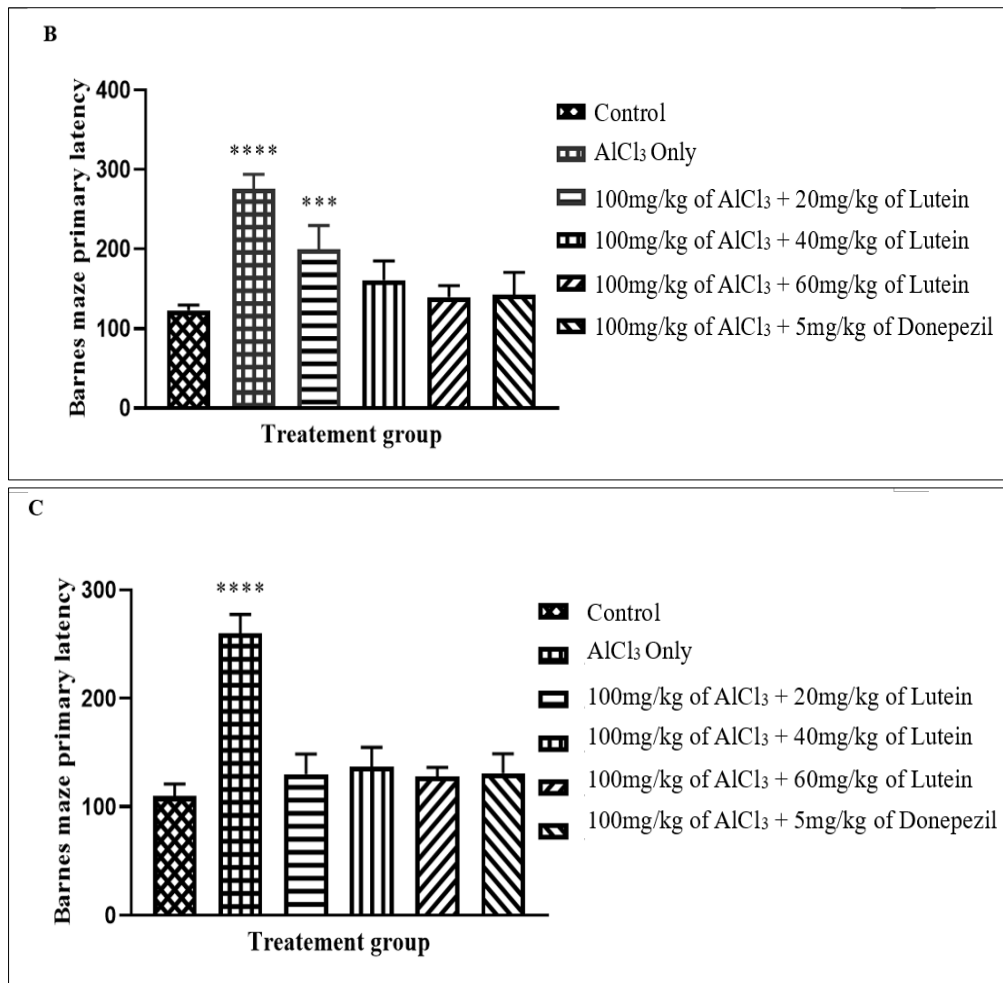 B
Barnes maze primary latency
400
300
200
100
0
****
***
Treatement group
Control
AlCl₃ Only
100mg/kg of AlCl₃ + 20mg/kg of Lutein
100mg/kg of AlCl₃ + 40mg/kg of Lutein
100mg/kg of AlCl₃ + 60mg/kg of Lutein
100mg/kg of AlCl₃ + 5mg/kg of Donepezil
C
Barnes maze primary latency
300
200
100
0
****
Treatement group
Control
AlCl₃ Only
100mg/kg of AlCl₃ + 20mg/kg of Lutein
100mg/kg of AlCl₃ + 40mg/kg of Lutein
100mg/kg of AlCl₃ + 60mg/kg of Lutein
100mg/kg of AlCl₃ + 5mg/kg of Donepezil